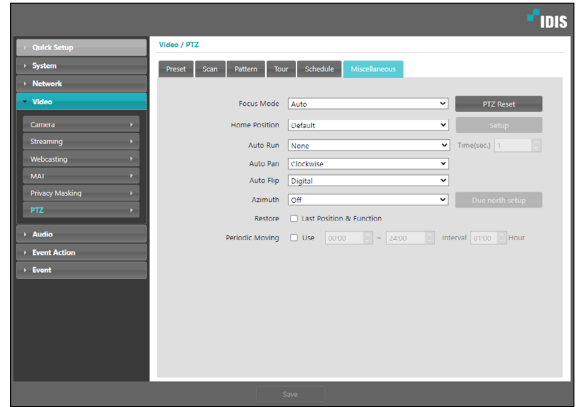 IDIS
Quick Setup
System
Network
Video
Camera
Streaming
Webcasting
MAT
Privacy Masking
PTZ
Audio
Event Action
Event
Video / PTZ
Preset Scan Pattern Tour Schedule Miscellaneous
Focus Mode Auto PTZ Reset
Home Position Default Setup
Auto Run None Time(sec.) 1
Auto Pan Clockwise
Auto Flip Digital
Azimuth Off Due north setup
Restore Last Position & Function
Periodic Moving Use 00:00 ~ 24:00 Interval 01:00 Hour
Save